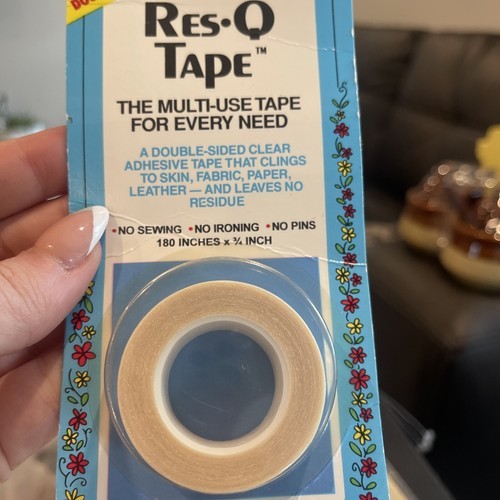 RES•Q
TAPE™
THE MULTI-USE TAPE
FOR EVERY NEED
A DOUBLE-SIDED CLEAR
ADHESIVE TAPE THAT CLINGS
TO SKIN, FABRIC, PAPER,
LEATHER — AND LEAVES NO
RESIDUE
•NO SEWING •NO IRONING •NO PINS
180 INCHES x ¾ INCH